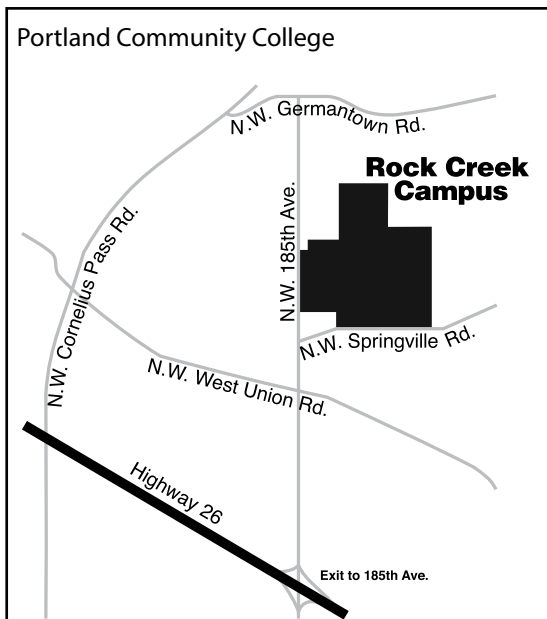 Portland Community College
N.W. Germantown Rd.
Rock Creek
Campus
N.W. Cornelius Pass Rd.
N.W. 185th Ave.
N.W. Springville Rd.
N.W. West Union Rd.
Highway 26
Exit to 185th Ave.